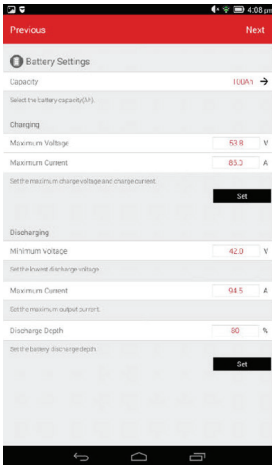 4:08 pm
Previous Next
Battery Settings
Capacity 100Ah
Select the battery capacity(AH).
Charging
Maximum Voltage 53.8 V
Maximum Current 85.0 A
Set the maximum charge voltage and charge current.
Set
Discharging
Minimum Voltage 42.0 V
Set the lowest discharge voltage.
Maximum Current 94.5 A
Set the maximum output current.
Discharge Depth 80 %
Set the battery discharge depth.
Set